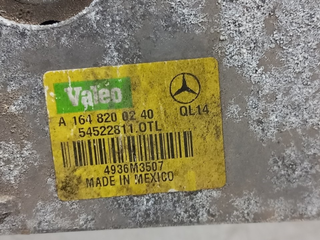 Valeo
A 164 820 02 40 QL14
54522811.OTL
4936M3507
MADE IN MEXICO